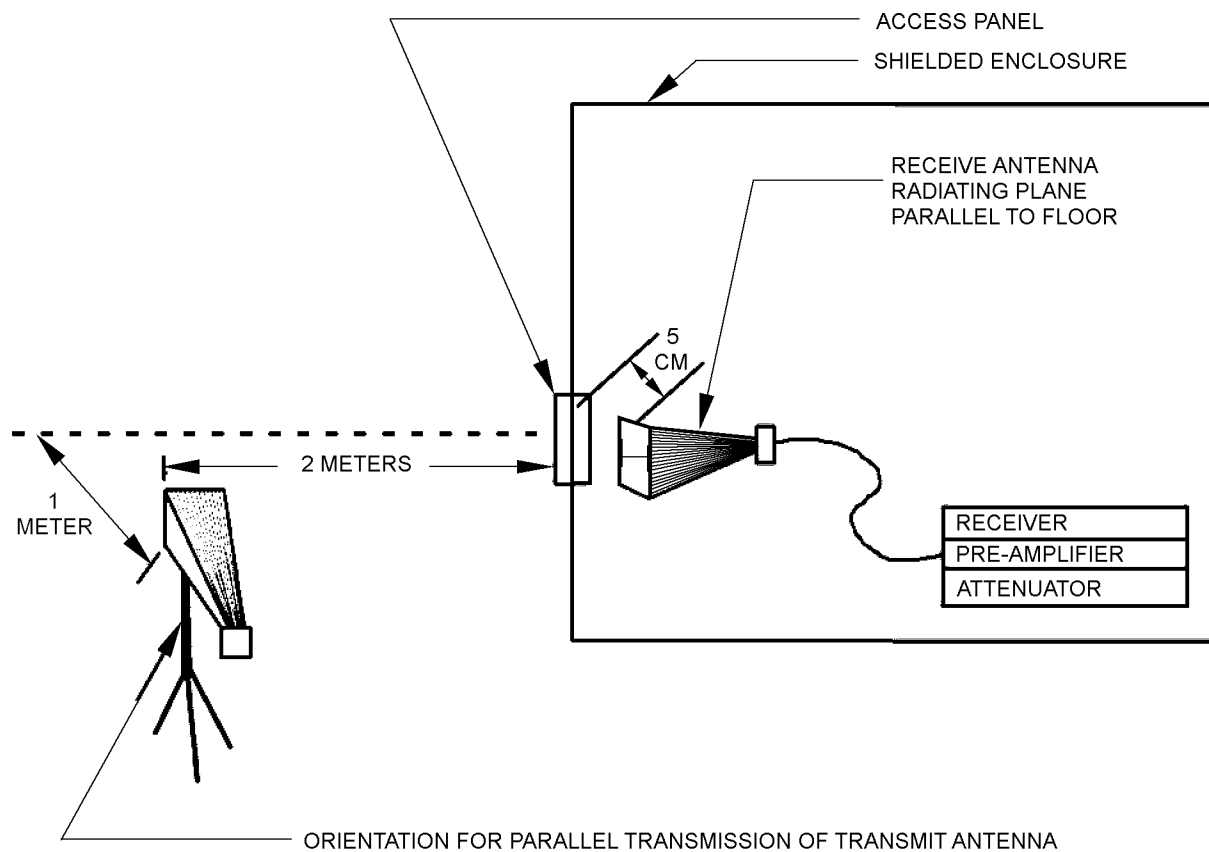 ACCESS PANEL
SHIELDED ENCLOSURE
RECEIVE ANTENNA
RADIATING PLANE
PARALLEL TO FLOOR
5
CM
2 METERS
1
METER
RECEIVER
PRE-AMPLIFIER
ATTENUATOR
ORIENTATION FOR PARALLEL TRANSMISSION OF TRANSMIT ANTENNA